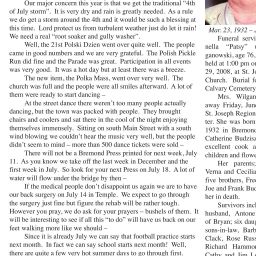 Our major concern this year is that we get the traditional "4th
of July storm". It is very dry and rain is greatly needed. As a rule
we do get a storm around the 4th and it would be such a blessing at
this time. Lord protect us from turbulent weather just do let it rain!
We need a "root soaker and gully washer".
Well, the 21st Polski Dzien went over quite well. The people
came in good numbers and we were grateful. The Polish Pickle
Run did fine and the Parade was great. Participation in all events
was very good. It was a hot day but at least there was a breeze.
The new item, the Polka Mass, went over very well. The
church was full and the people were all smiles afterward. A lot of
them were ready to start dancing –
At the street dance there weren't too many people actually
dancing, but the town was packed with people. They brought
chairs and coolers and sat there in the cool of the night enjoying
themselves immensely. Sitting on south Main Street with a south
wind blowing we couldn't hear the music very well, but the people
didn't seem to mind – more than 500 dance tickets were sold –
There will not be a Bremond Press printed for next week, July
11. As you know we take off the last week in December and the
first week in July. So look for your next Press on July 18. A lot of
water will flow under the bridge until July –
If the medical people don't disappoint us again we are to have
our back surgery on July 14 in Temple. We expect to go through
the surgery just fine but figure the rehab will be rather tough.
However you pray, we do ask for your prayers – bushels of them. It
will be interesting to see if all this "to do" will have us back on our
feet walking more like we should –
Since it is already July we can say that football practice starts
next month. In fact we can say school starts next month! Well,
there are quite a few very hot summer days to go through first.
Mar. 23, 1932 –
Funeral servi
nella "Patsy"
ganowski, age 76,
held at 1:00 pm
29, 2008, at St. J
Church. Burial f
Calvary Cemetery
Mrs. Wilgan
away Friday, June
St. Joseph Region
ter. She was born
1932 in Bremond
Catherine Budzisz
excellent cook a
children and flowe
Her parents;
Verna and Cecilia
five brothers, Fred
Joe and Frank Buc
her in death.
Survivors incl
husband, Antone
of Bryan; six daug
sons-in-law, Barb
Clack, Rose Russ
Richard Hammon